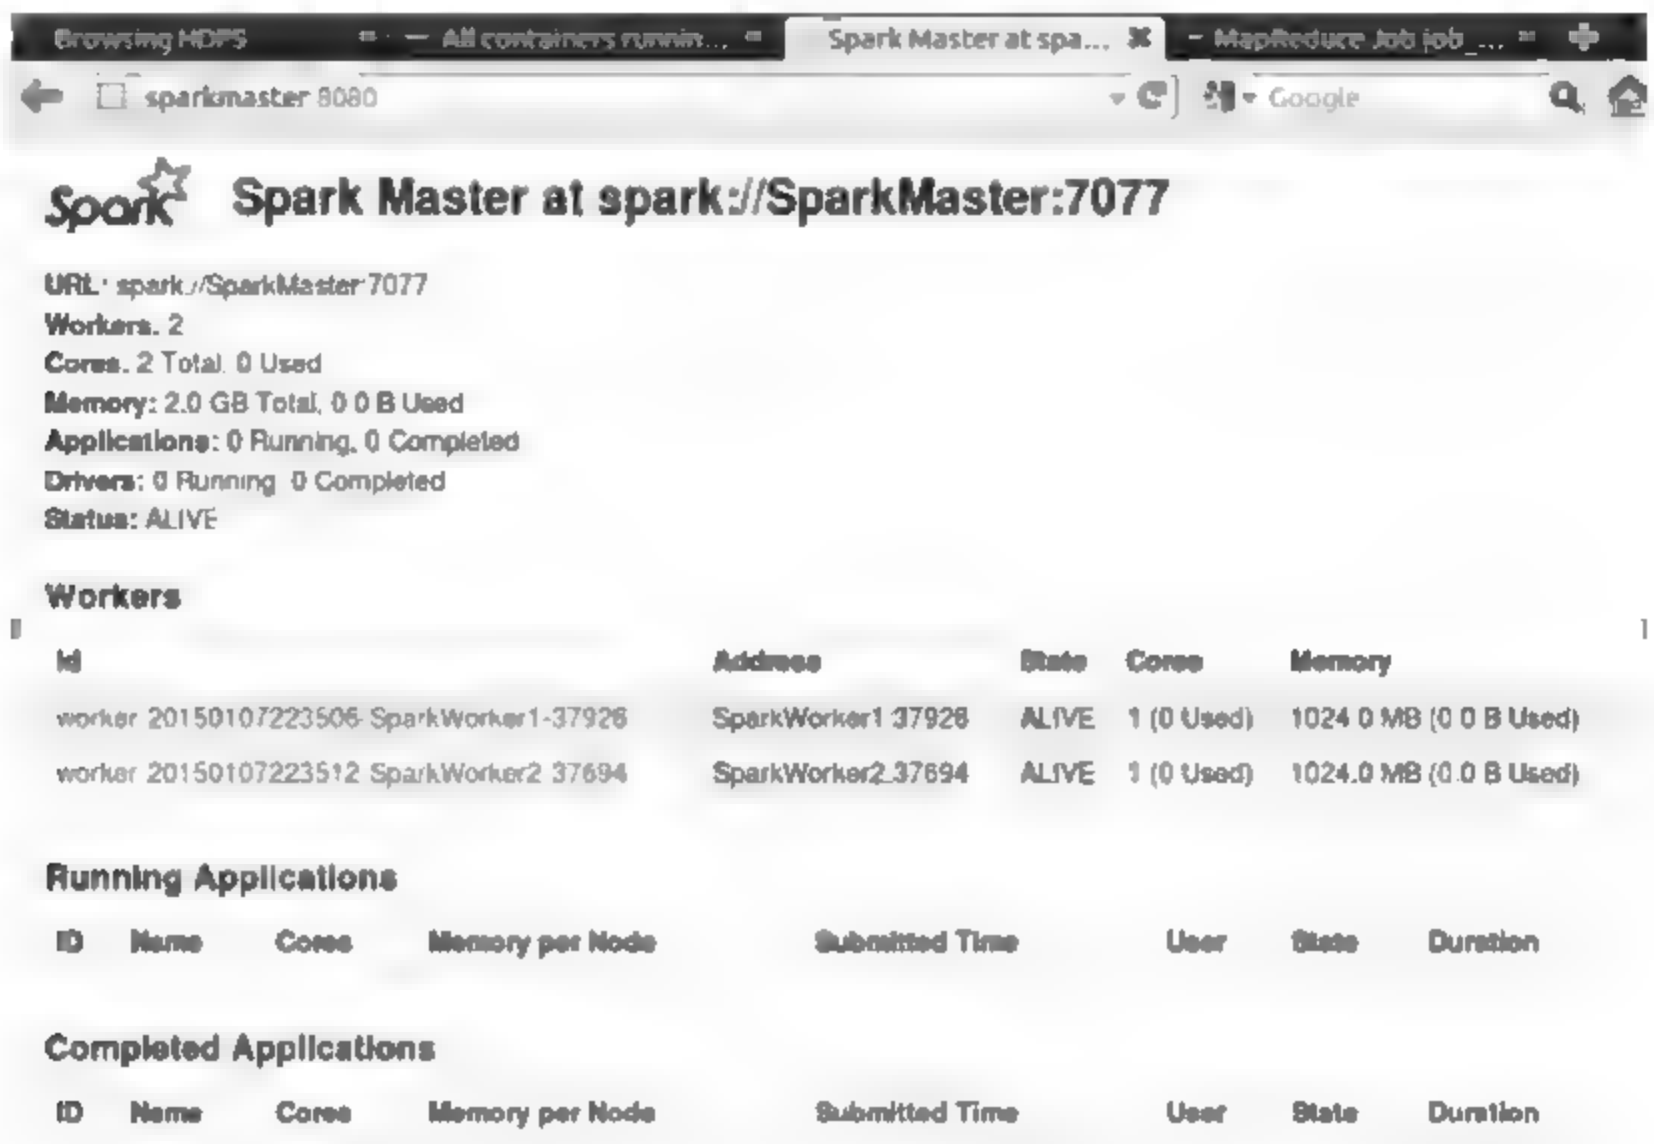 Browsing HDFS All containers runnin... Spark Master at spa... MapReduce Job job_...
sparkmaster:8080 Google
Spark Spark Master at spark://SparkMaster:7077
URL: spark://SparkMaster:7077
Workers: 2
Cores: 2 Total, 0 Used
Memory: 2.0 GB Total, 0.0 B Used
Applications: 0 Running, 0 Completed
Drivers: 0 Running, 0 Completed
Status: ALIVE
Workers
Id Address State Cores Memory
worker-20150107223506-SparkWorker1-37926 SparkWorker1:37926 ALIVE 1 (0 Used) 1024.0 MB (0.0 B Used)
worker-20150107223512-SparkWorker2-37694 SparkWorker2:37694 ALIVE 1 (0 Used) 1024.0 MB (0.0 B Used)
Running Applications
ID Name Cores Memory per Node Submitted Time User State Duration
Completed Applications
ID Name Cores Memory per Node Submitted Time User State Duration